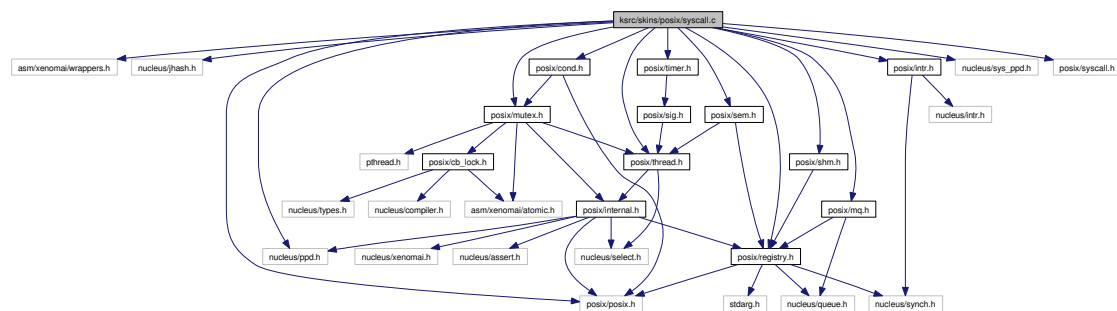 ksrc/skins/posix/syscall.c
asm/xenomai/wrappers.h
nucleus/jhash.h
posix/cond.h
posix/timer.h
posix/intr.h
nucleus/sys_ppd.h
posix/syscall.h
posix/mutex.h
posix/sig.h
posix/sem.h
nucleus/intr.h
pthread.h
posix/cb_lock.h
posix/thread.h
posix/shm.h
nucleus/types.h
nucleus/compiler.h
asm/xenomai/atomic.h
posix/internal.h
posix/mq.h
nucleus/ppd.h
nucleus/xenomai.h
nucleus/assert.h
nucleus/select.h
posix/registry.h
posix/posix.h
stdarg.h
nucleus/queue.h
nucleus/synch.h